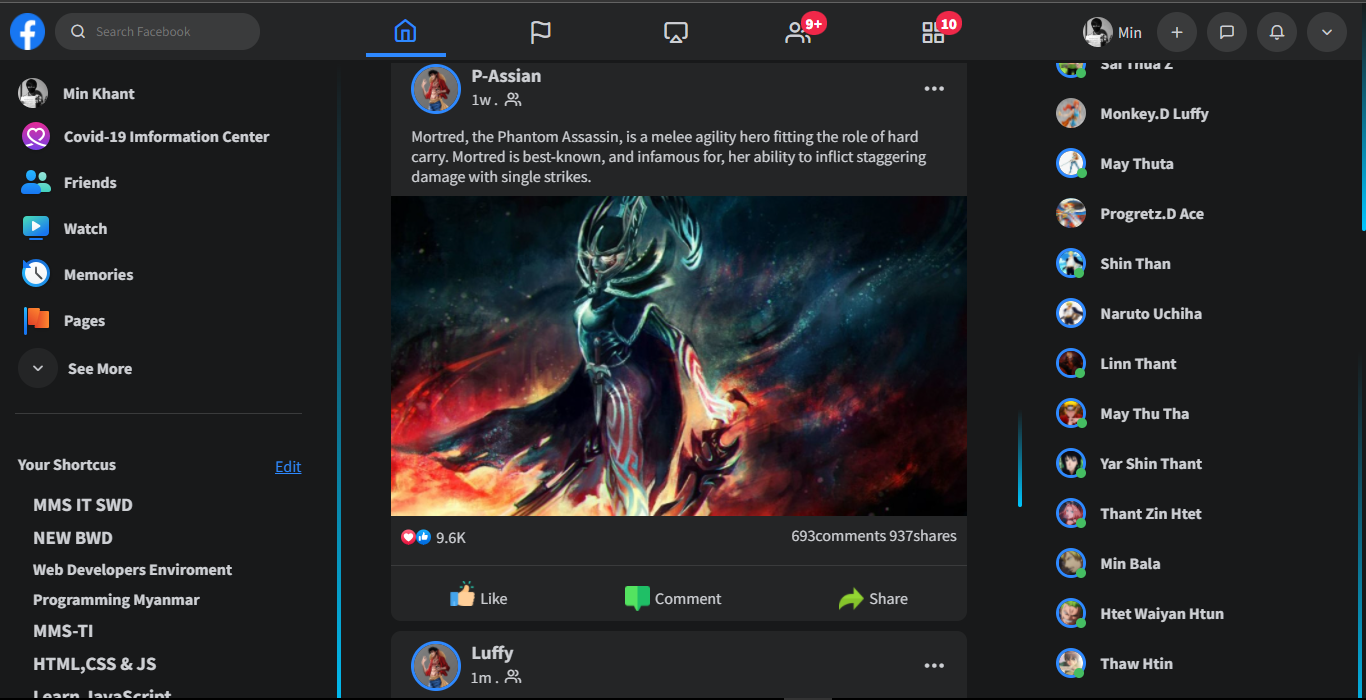 Search Facebook
9+
10
Min
Min Khant
Covid-19 Imformation Center
Friends
Watch
Memories
Pages
See More
Your Shortcus
Edit
MMS IT SWD
NEW BWD
Web Developers Enviroment
Programming Myanmar
MMS-TI
HTML,CSS & JS
Learn JavaScript
P-Assian
1w .
Mortred, the Phantom Assassin, is a melee agility hero fitting the role of hard
carry. Mortred is best-known, and infamous for, her ability to inflict staggering
damage with single strikes.
9.6K
693comments 937shares
Like
Comment
Share
Luffy
1m .
Sai Thua Z
Monkey.D Luffy
May Thuta
Progretz.D Ace
Shin Than
Naruto Uchiha
Linn Thant
May Thu Tha
Yar Shin Thant
Thant Zin Htet
Min Bala
Htet Waiyan Htun
Thaw Htin